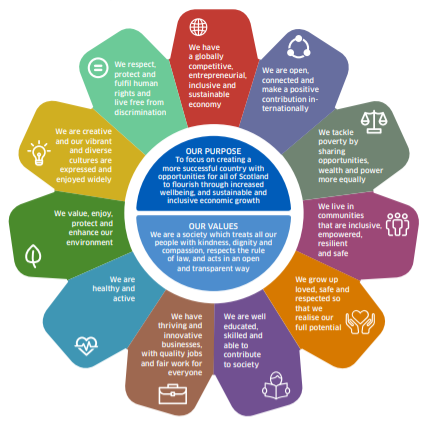 We have
a globally
competitive,
entrepreneurial,
inclusive and
sustainable
economy
We are open,
connected and
make a positive
contribution in-
ternationally
We tackle
poverty by
sharing
opportunities,
wealth and power
more equally
We live in
communities
that are inclusive,
empowered,
resilient
and safe
We grow up
loved, safe and
respected so
that we
realise our
full potential
We are well
educated,
skilled and
able to
contribute
to society
We have
thriving and
innovative
businesses,
with quality jobs
and fair work for
everyone
We are
healthy and
active
We value, enjoy,
protect and
enhance our
environment
We are creative
and our vibrant
and diverse
cultures are
expressed and
enjoyed widely
We respect,
protect and
fulfil human
rights and
live free from
discrimination
OUR PURPOSE
To focus on creating a
more successful country with
opportunities for all of Scotland
to flourish through increased
wellbeing, and sustainable and
inclusive economic growth
OUR VALUES
We are a society which treats all our
people with kindness, dignity and
compassion, respects the rule
of law, and acts in an open
and transparent way